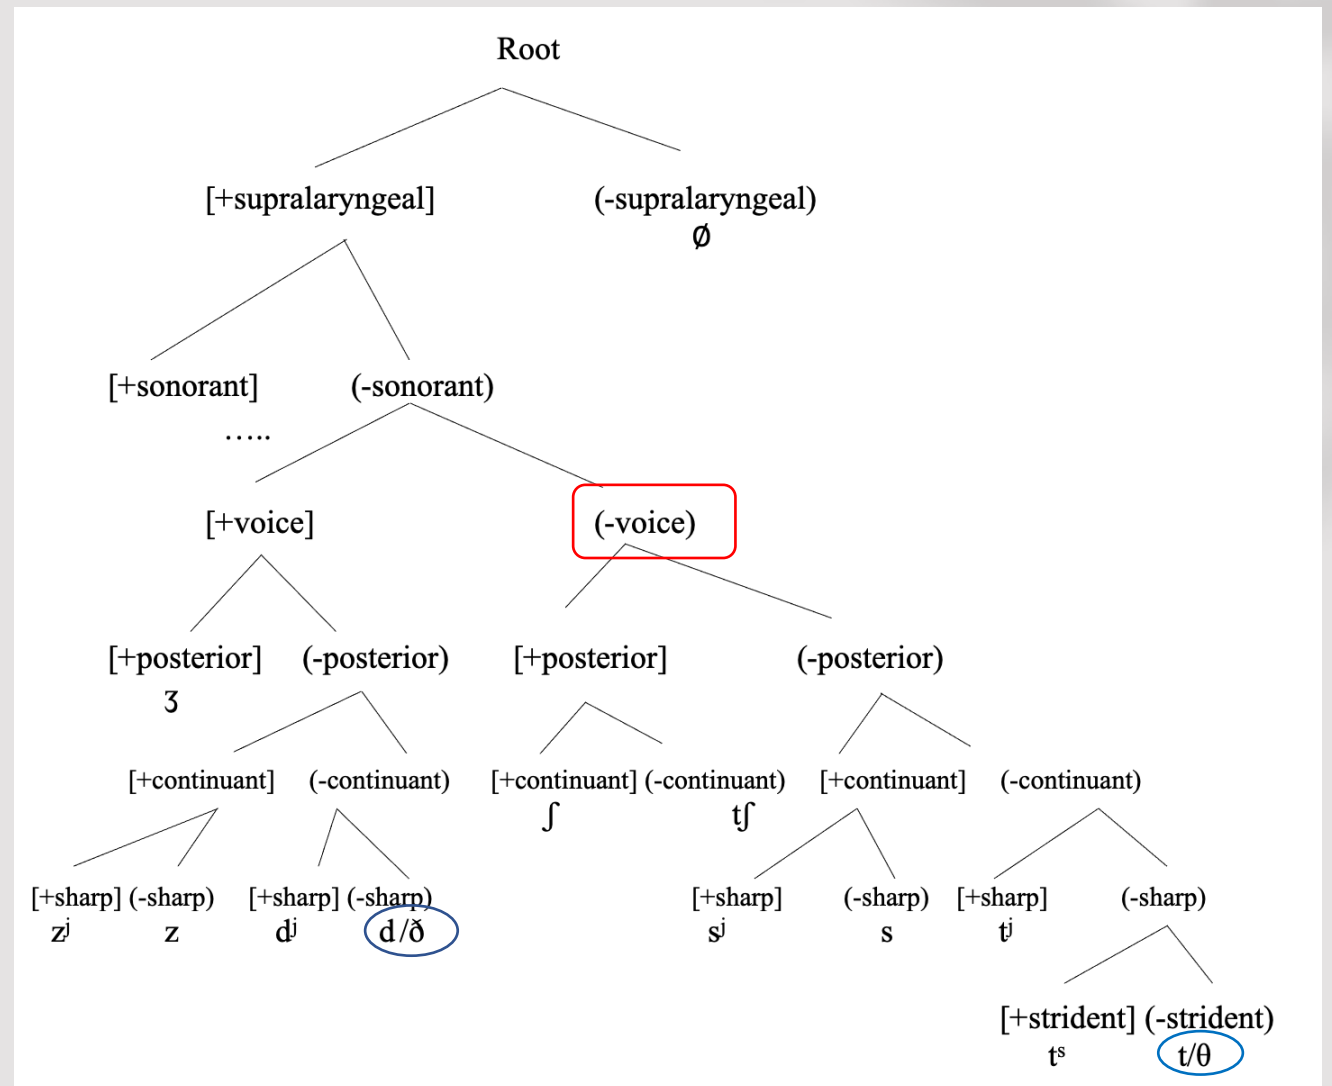 Root
[+supralaryngeal] (-supralaryngeal)
Ø
[+sonorant] (-sonorant)
.....
[+voice] (-voice)
[+posterior] (-posterior) [+posterior] (-posterior)
ʒ
[+continuant] (-continuant) [+continuant] (-continuant) [+continuant] (-continuant)
ʃ tʃ
[+sharp] (-sharp) [+sharp] (-sharp) [+sharp] (-sharp) [+sharp] (-sharp)
zʲ z dʲ d/ð sʲ s tʲ
[+strident] (-strident)
tˢ t/θ